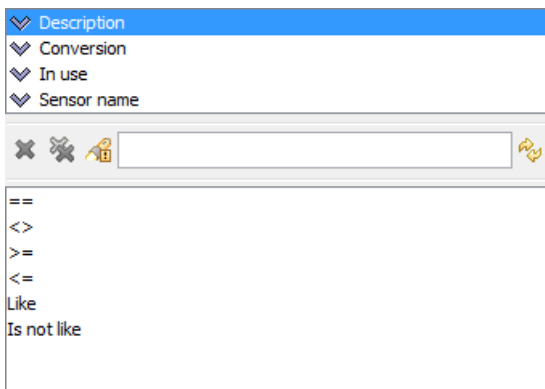 Description
Conversion
In use
Sensor name
==
<>
>=
<=
Like
Is not like